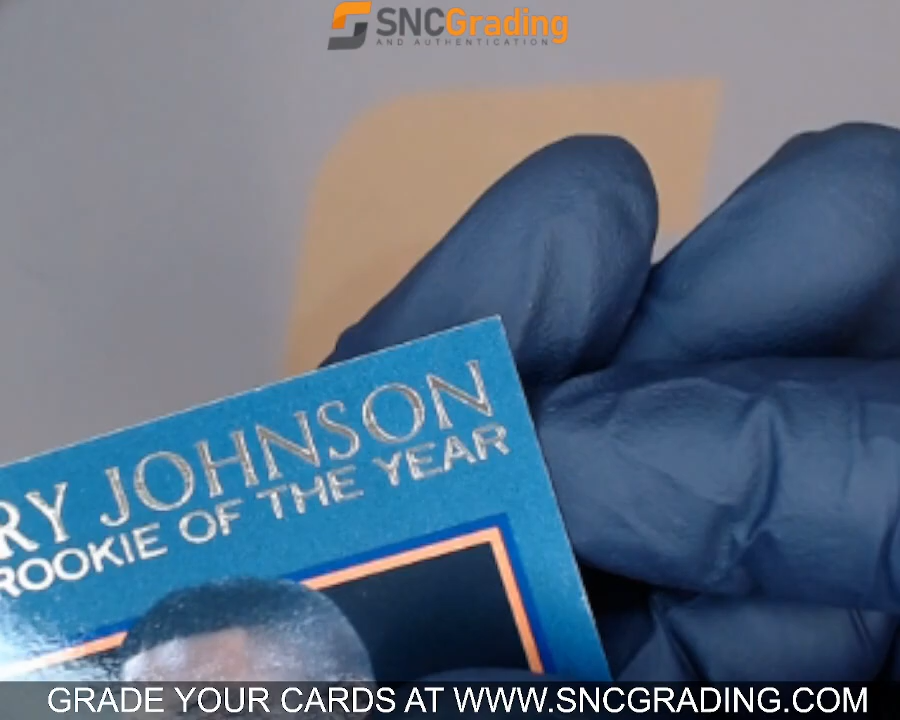 SNCGrading
AND AUTHENTICATION
RY JOHNSON
ROOKIE OF THE YEAR
GRADE YOUR CARDS AT WWW.SNCGRADING.COM